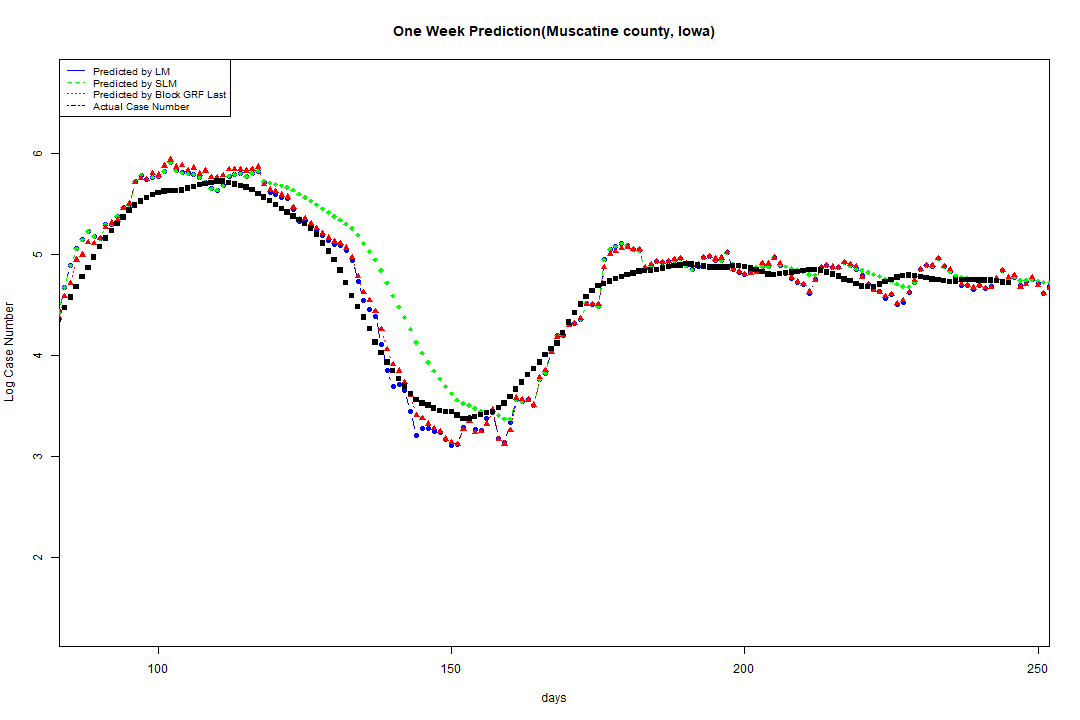 One Week Prediction(Muscatine county, Iowa)
Predicted by LM
Predicted by SLM
Predicted by Block GRF Last
Actual Case Number
6
5
4
3
2
Log Case Number
100 150 200 250
days